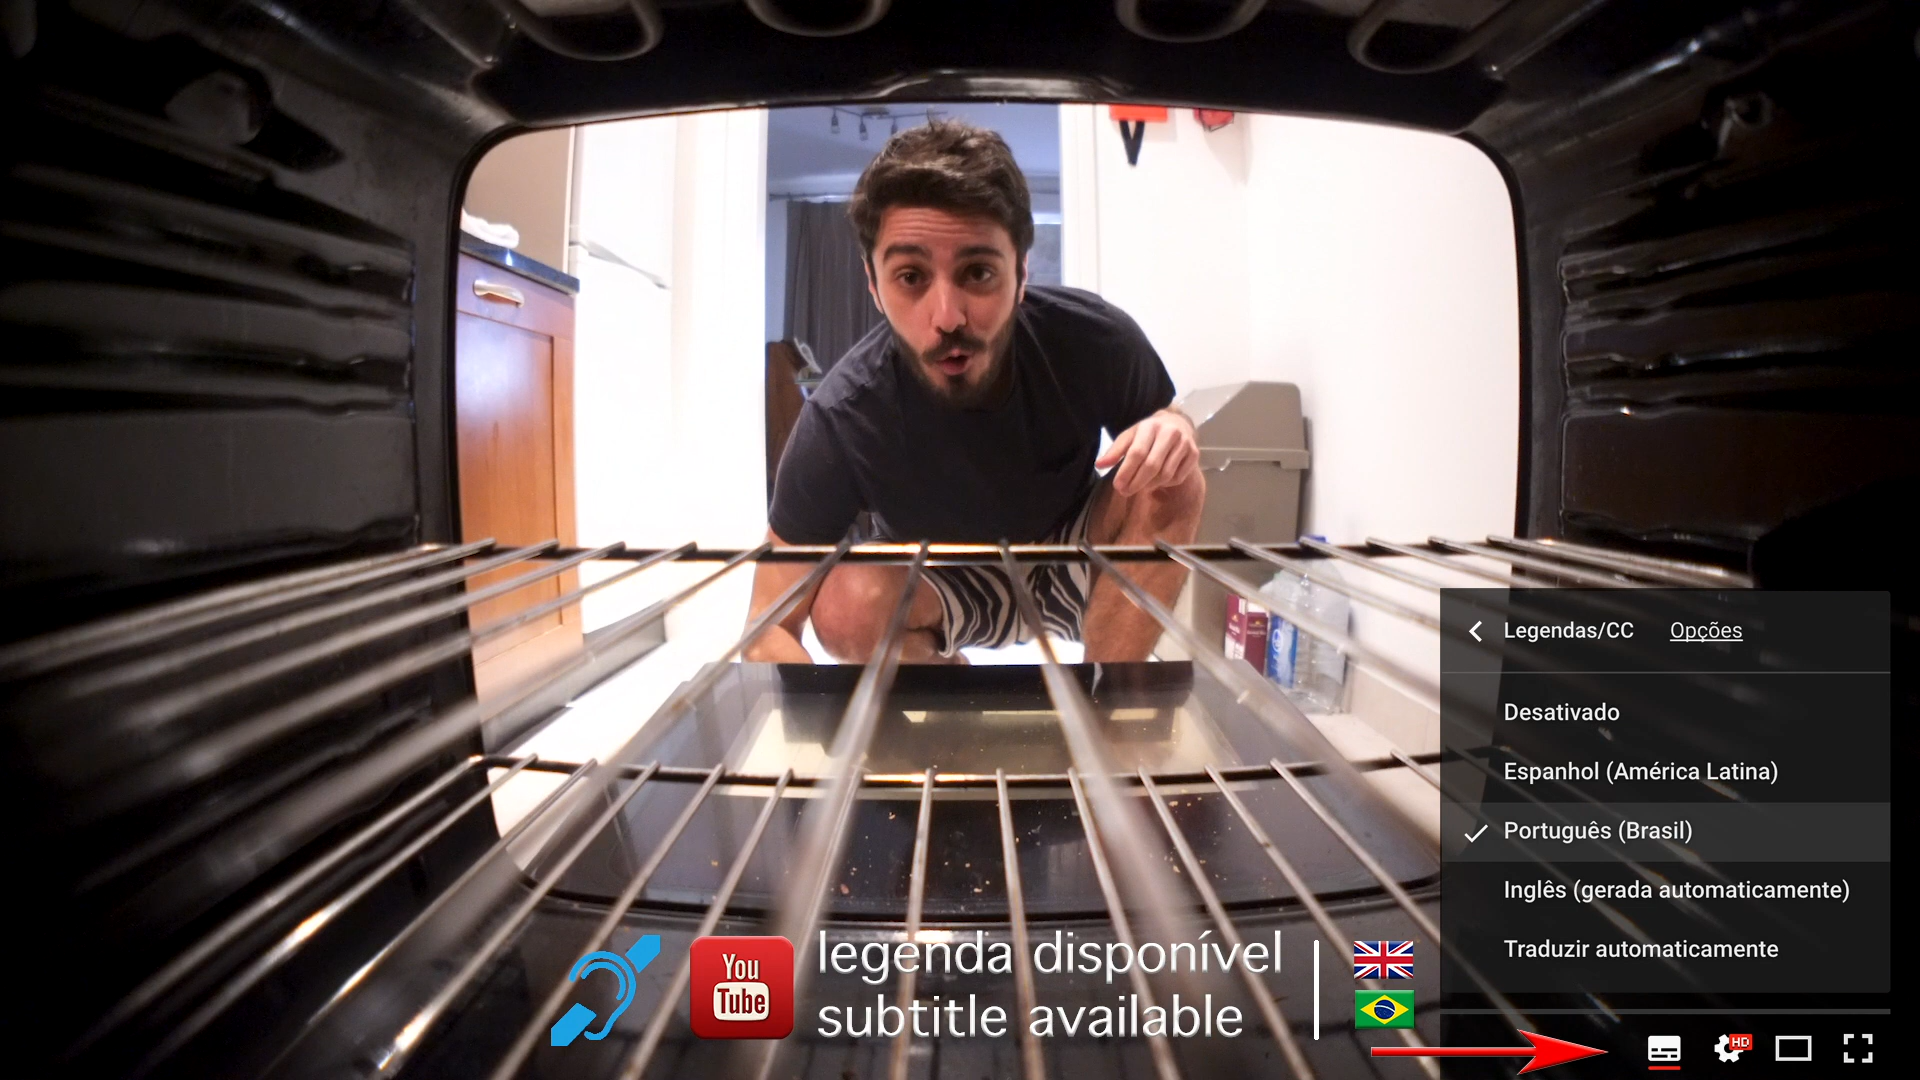 Legendas/CC Opções
Desativado
Espanhol (América Latina)
Português (Brasil)
Inglês (gerada automaticamente)
Traduzir automaticamente
You
Tube
legenda disponível
subtitle available
HD